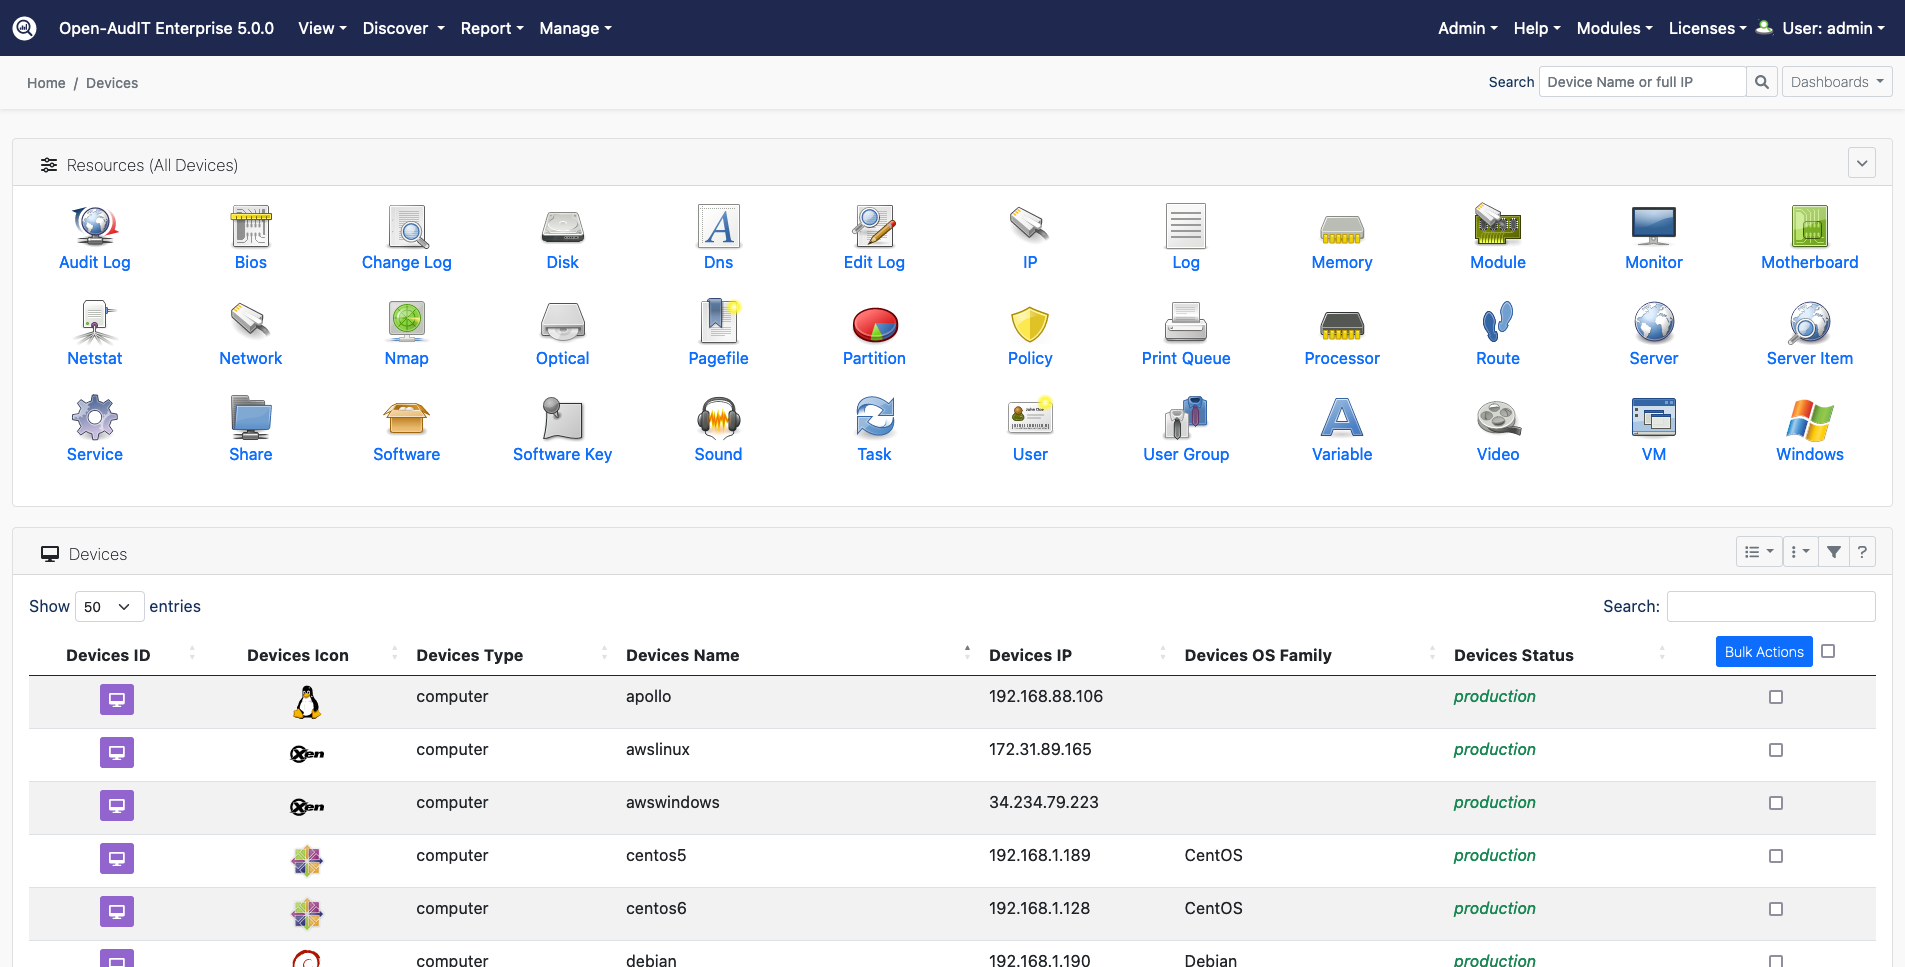 Open-AudIT Enterprise 5.0.0 View Discover Report Manage Admin Help Modules Licenses User: admin
Home / Devices Search Device Name or full IP Dashboards
Resources (All Devices)
Audit Log Bios Change Log Disk Dns Edit Log IP Log Memory Module Monitor Motherboard
Netstat Network Nmap Optical Pagefile Partition Policy Print Queue Processor Route Server Server Item
Service Share Software Software Key Sound Task User User Group Variable Video VM Windows
Devices ?
Show 50 entries Search:
Devices ID Devices Icon Devices Type Devices Name Devices IP Devices OS Family Devices Status Bulk Actions
computer apollo 192.168.88.106 production
Xen computer awslinux 172.31.89.165 production
Xen computer awswindows 34.234.79.223 production
computer centos5 192.168.1.189 CentOS production
computer centos6 192.168.1.128 CentOS production
computer debian 192.168.1.190 Debian production